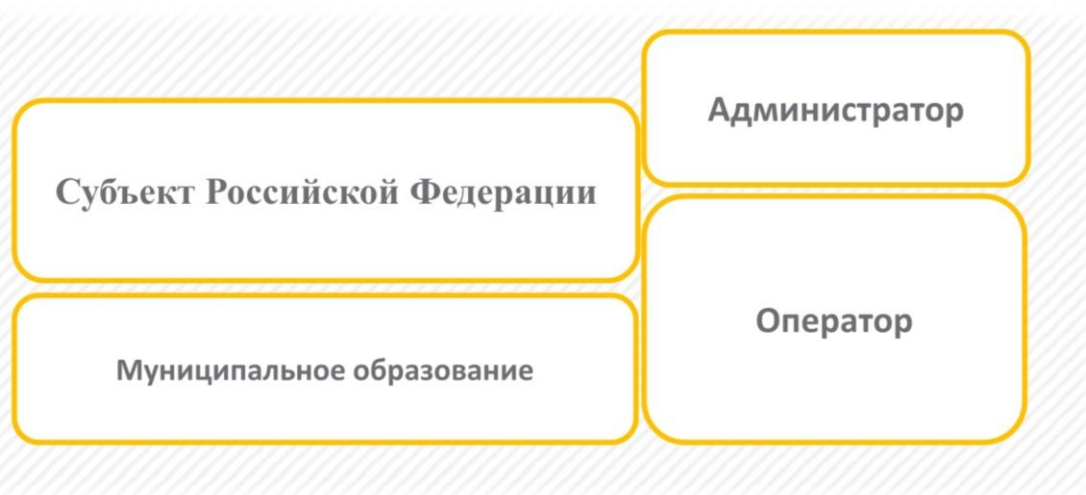 Администратор
Субъект Российской Федерации
Оператор
Муниципальное образование